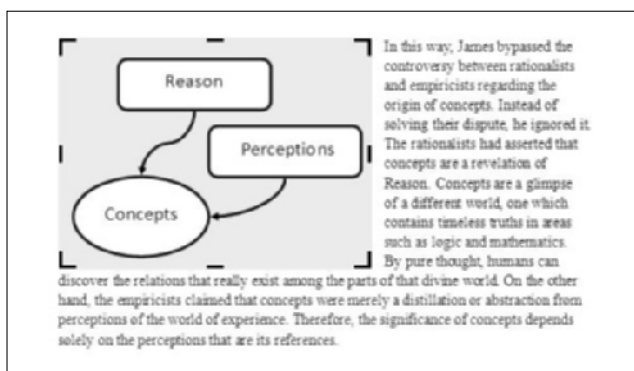 Reason
Perceptions
Concepts
In this way, James bypassed the
controversy between rationalists
and empiricists regarding the
origin of concepts. Instead of
solving their dispute, he ignored it.
The rationalists had asserted that
concepts are a revelation of
Reason. Concepts are a glimpse
of a different world, one which
contains timeless truths in areas
such as logic and mathematics.
By pure thought, humans can
discover the relations that really exist among the parts of that divine world. On the other
hand, the empiricists claimed that concepts were merely a distillation or abstraction from
perceptions of the world of experience. Therefore, the significance of concepts depends
solely on the perceptions that are its references.